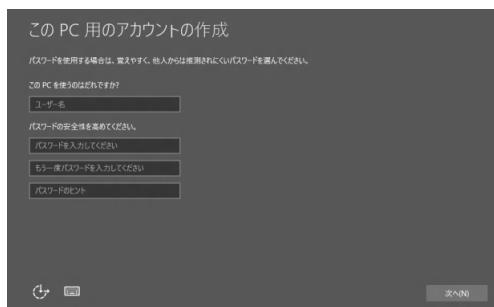 この PC 用のアカウントの作成
パスワードを使用する場合は、覚えやすく、他人からは推測されにくいパスワードを選んでください。
この PC を使うのはだれですか?
ユーザー名
パスワードの安全性を高めてください。
パスワードを入力してください
もう一度パスワードを入力してください
パスワードのヒント
次へ(N)